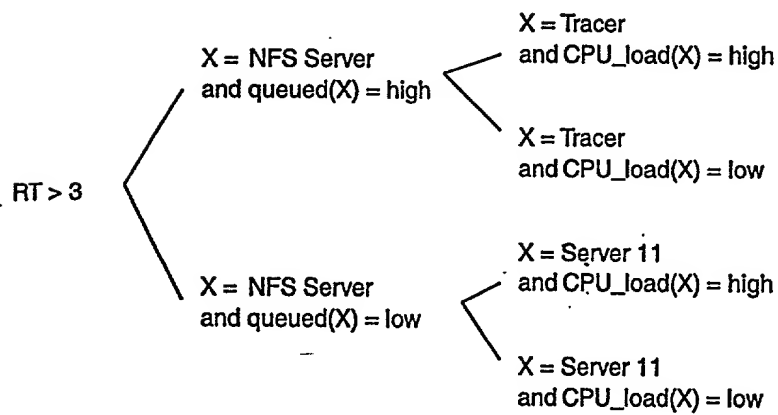 RT > 3
X = NFS Server
and queued(X) = high
X = Tracer
and CPU_load(X) = high
X = Tracer
and CPU_load(X) = low
X = NFS Server
and queued(X) = low
X = Server 11
and CPU_load(X) = high
X = Server 11
and CPU_load(X) = low